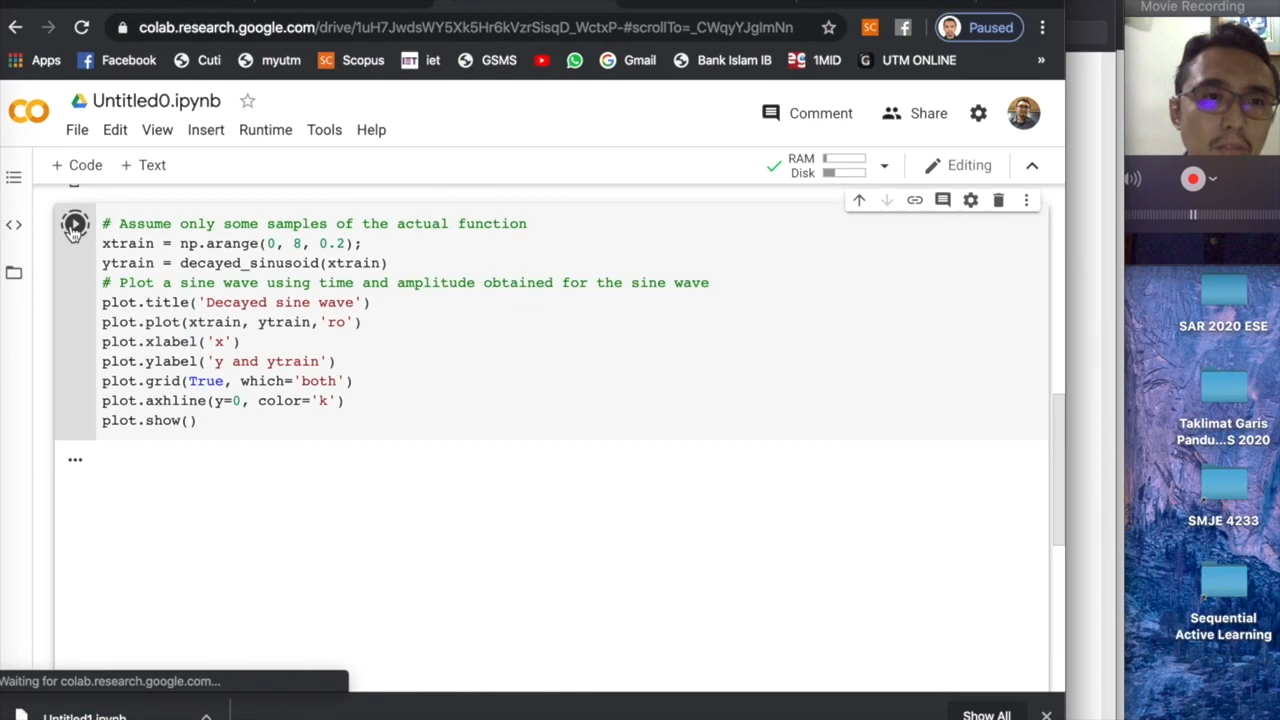 Movie Recording
colab.research.google.com/drive/1uH7JwdsWY5Xk5Hr6kVzrSisqD_WctxP-#scrollTo=_CWqyYJgImNn
SC
Paused
Apps Facebook Cuti myutm SC Scopus iet GSMS Gmail Bank Islam IB 1MID UTM ONLINE »
CO Untitled0.ipynb
Comment Share
File Edit View Insert Runtime Tools Help
+ Code + Text
RAM
Disk
Editing
# Assume only some samples of the actual function
xtrain = np.arange(0, 8, 0.2);
ytrain = decayed_sinusoid(xtrain)
# Plot a sine wave using time and amplitude obtained for the sine wave
plot.title('Decayed sine wave')
plot.plot(xtrain, ytrain,'ro')
plot.xlabel('x')
plot.ylabel('y and ytrain')
plot.grid(True, which='both')
plot.axhline(y=0, color='k')
plot.show()
...
Waiting for colab.research.google.com...
Untitled1.ipynb
Show All
SAR 2020 ESE
Taklimat Garis
Pandu...S 2020
SMJE 4233
Sequential
Active Learning